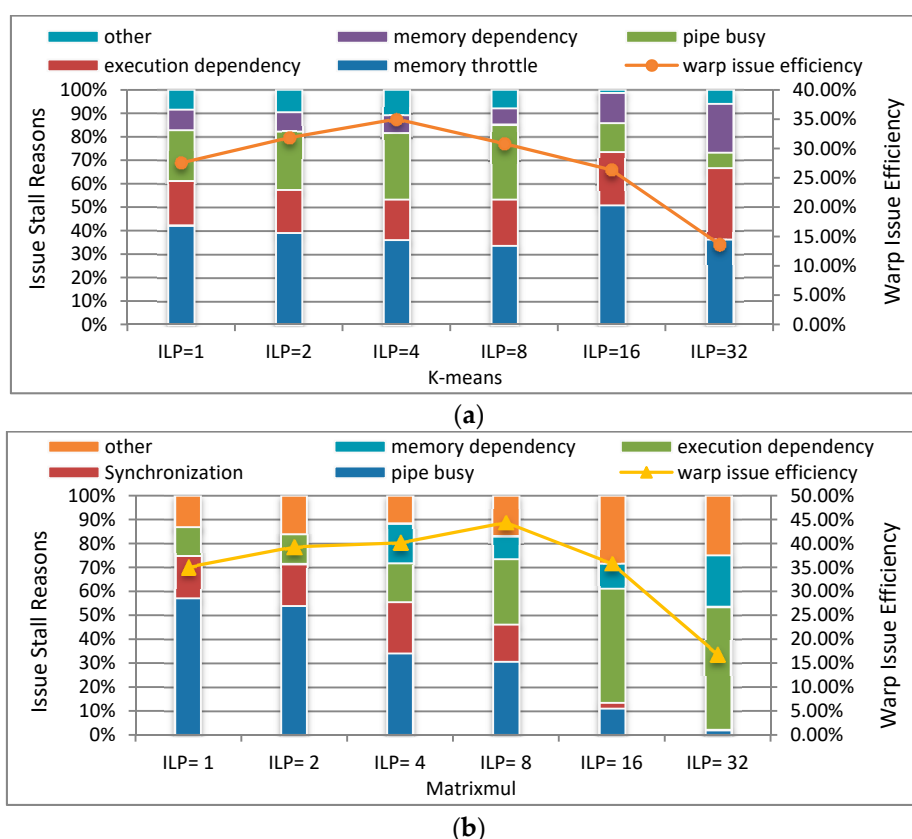 other memory dependency pipe busy
execution dependency memory throttle warp issue efficiency
100% 40.00%
90% 35.00%
80% 30.00%
70% 25.00%
60% 20.00%
50% 15.00%
40% 10.00%
30% 5.00%
20% 0.00%
10%
0%
Issue Stall Reasons
Warp Issue Efficiency
ILP=1 ILP=2 ILP=4 ILP=8 ILP=16 ILP=32
K-means
(a)
other memory dependency execution dependency
Synchronization pipe busy warp issue efficiency
100% 50.00%
90% 45.00%
80% 40.00%
70% 35.00%
60% 30.00%
50% 25.00%
40% 20.00%
30% 15.00%
20% 10.00%
10% 5.00%
0% 0.00%
Issue Stall Reasons
Warp Issue Efficiency
ILP= 1 ILP= 2 ILP= 4 ILP= 8 ILP= 16 ILP= 32
Matrixmul
(b)